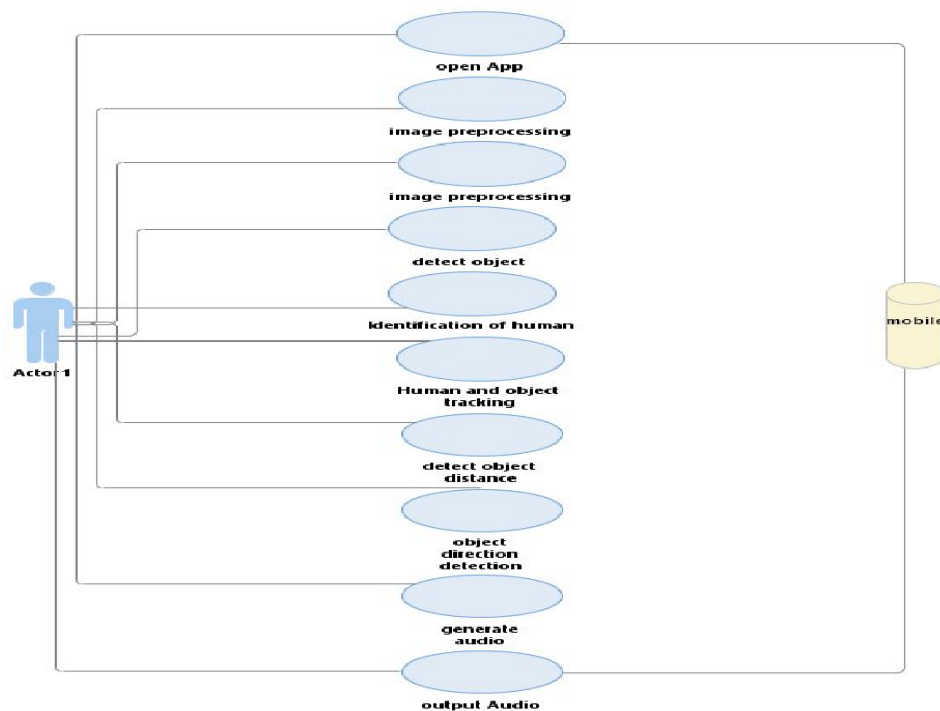 open App
image preprocessing
image preprocessing
detect object
Identification of human
mobile
Human and object
tracking
Actor1
detect object
distance
object
direction
detection
generate
audio
output Audio